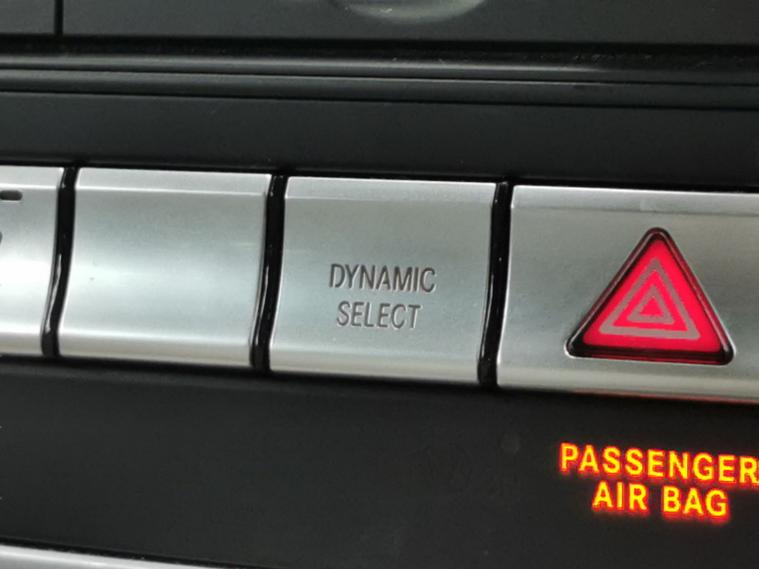 DYNAMIC
SELECT
PASSENGER
AIR BAG